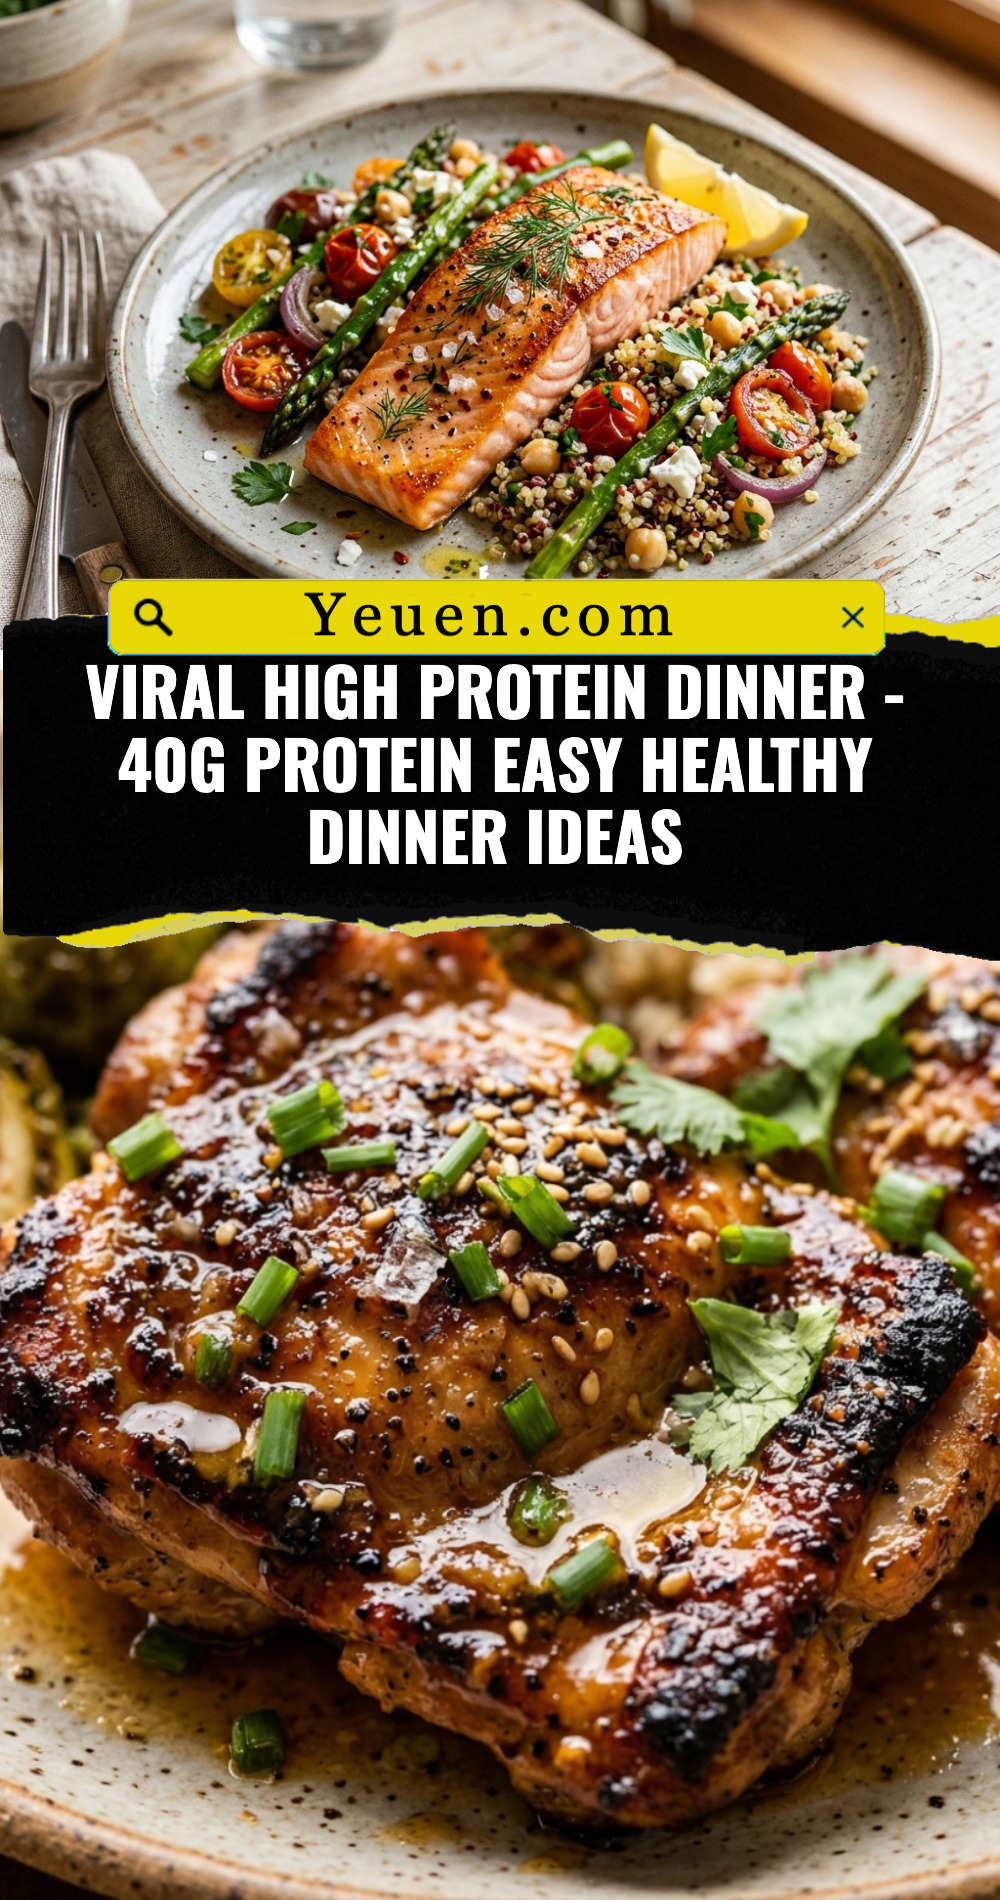 Yeuen.com
VIRAL HIGH PROTEIN DINNER -
40G PROTEIN EASY HEALTHY
DINNER IDEAS